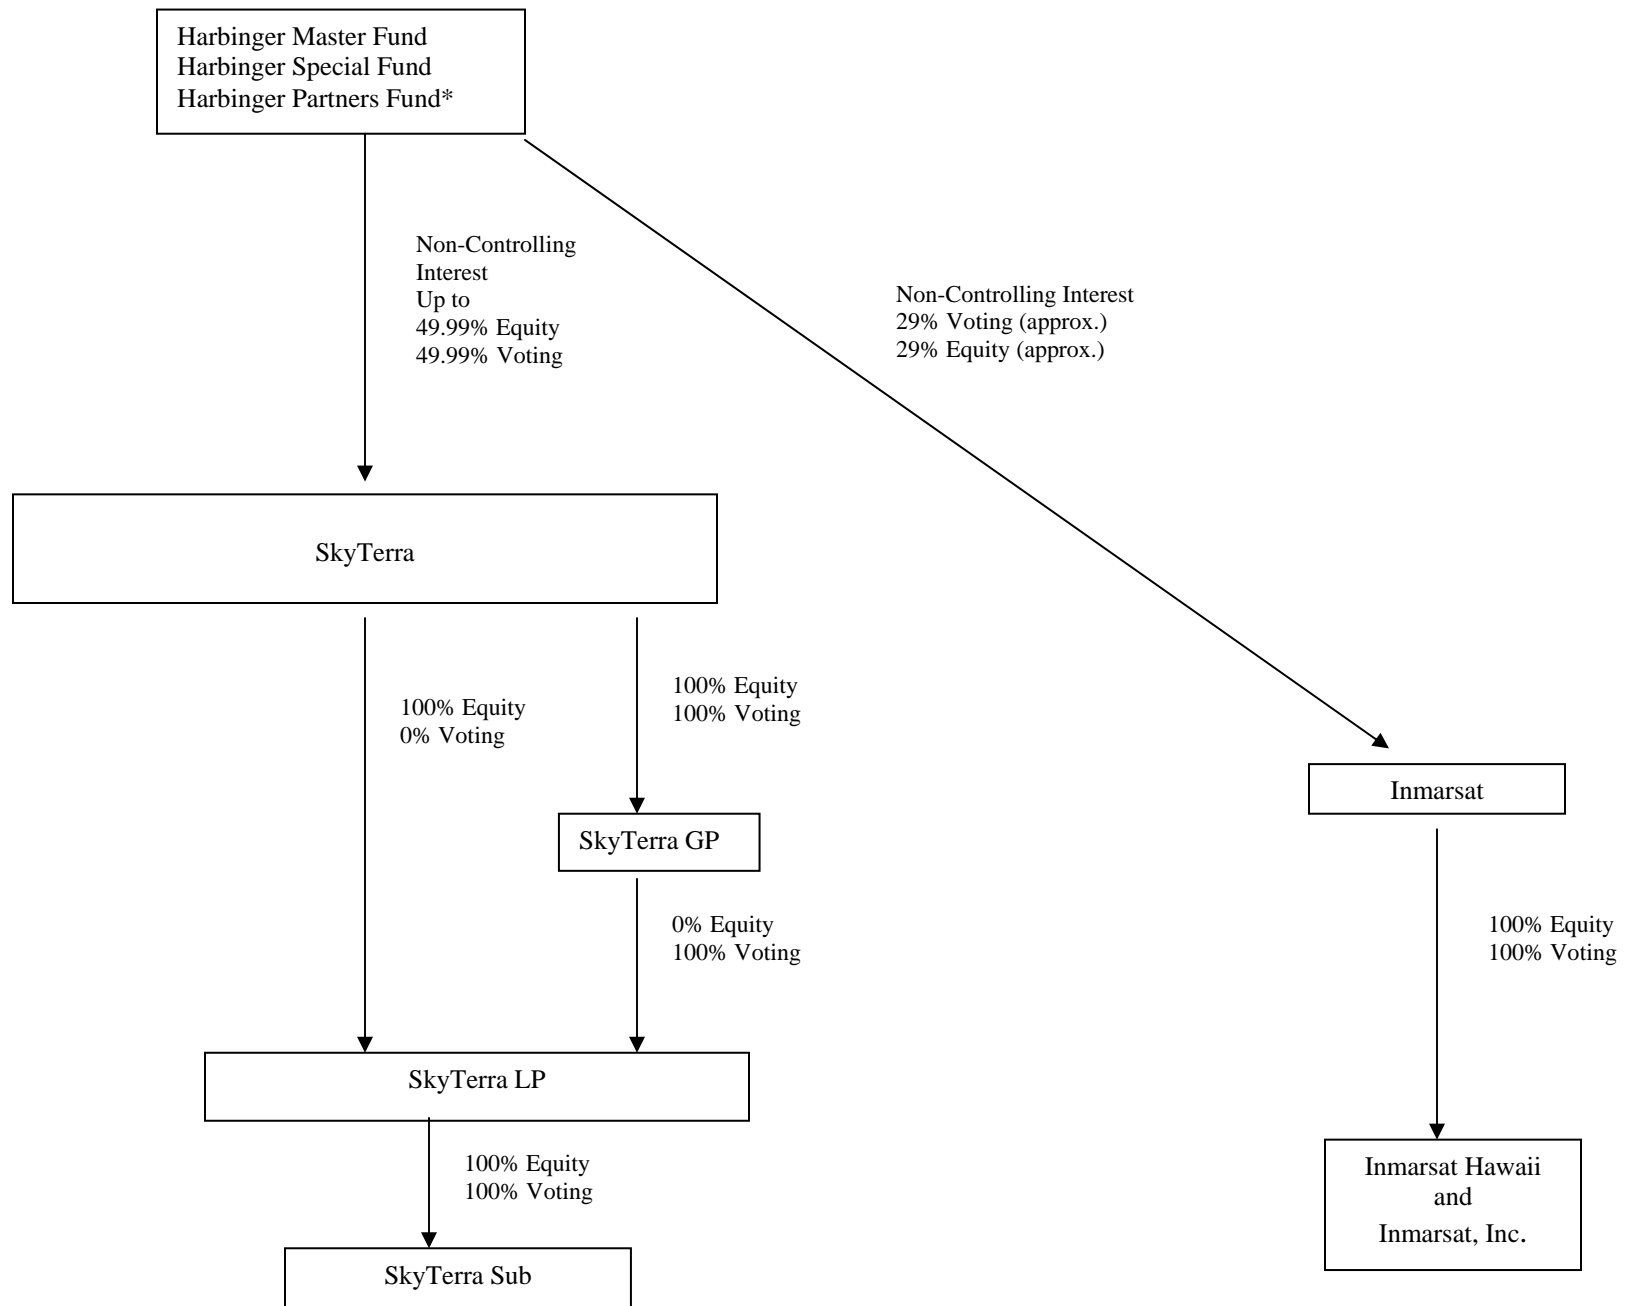 Harbinger Master Fund
Harbinger Special Fund
Harbinger Partners Fund*
Non-Controlling
Interest
Up to
49.99% Equity
49.99% Voting
Non-Controlling Interest
29% Voting (approx.)
29% Equity (approx.)
SkyTerra
100% Equity
0% Voting
100% Equity
100% Voting
Inmarsat
SkyTerra GP
0% Equity
100% Voting
100% Equity
100% Voting
SkyTerra LP
100% Equity
100% Voting
Inmarsat Hawaii
and
Inmarsat, Inc.
SkyTerra Sub